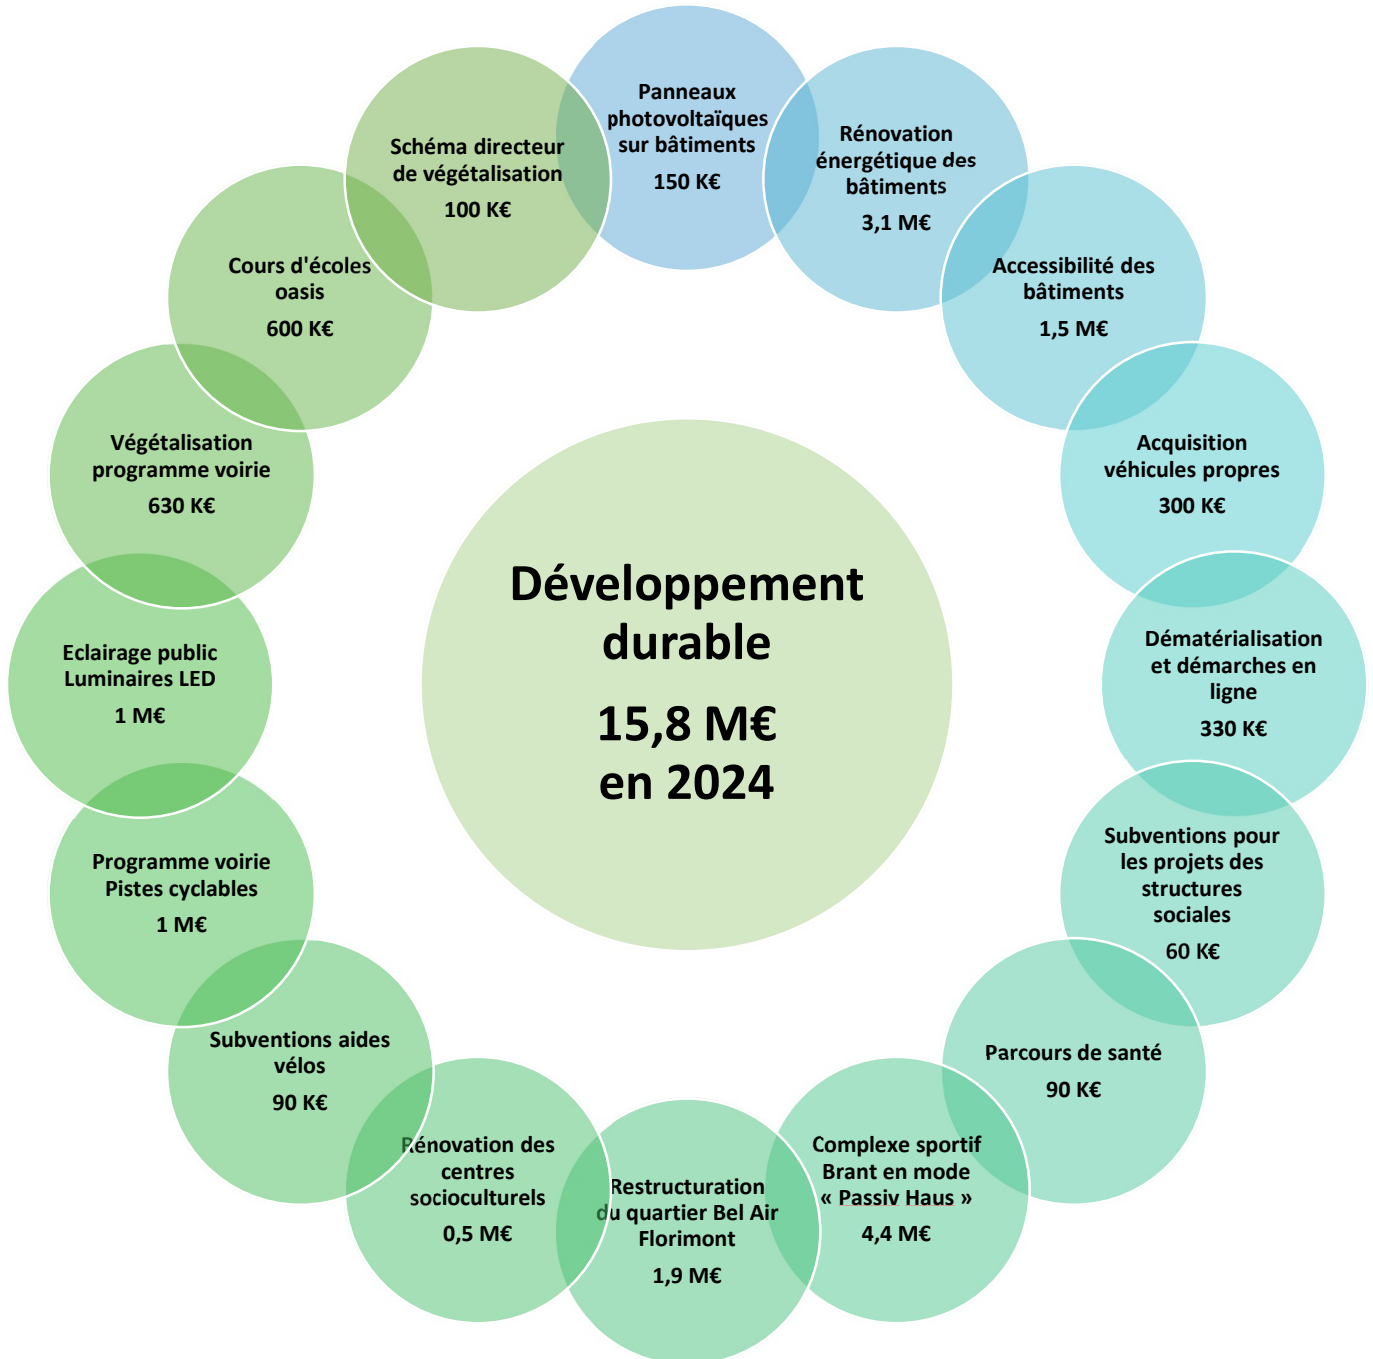 Panneaux
photovoltaïques
sur bâtiments
150 K€
Rénovation
énergétique des
bâtiments
3,1 M€
Accessibilité des
bâtiments
1,5 M€
Acquisition
véhicules propres
300 K€
Dématérialisation
et démarches en
ligne
330 K€
Subventions pour
les projets des
structures
sociales
60 K€
Parcours de santé
90 K€
Complexe sportif
Brant en mode
« Passiv Haus »
4,4 M€
Restructuration
du quartier Bel Air
Florimont
1,9 M€
Rénovation des
centres
socioculturels
0,5 M€
Subventions aides
vélos
90 K€
Programme voirie
Pistes cyclables
1 M€
Eclairage public
Luminaires LED
1 M€
Végétalisation
programme voirie
630 K€
Cours d'écoles
oasis
600 K€
Schéma directeur
de végétalisation
100 K€
Développement
durable
15,8 M€
en 2024